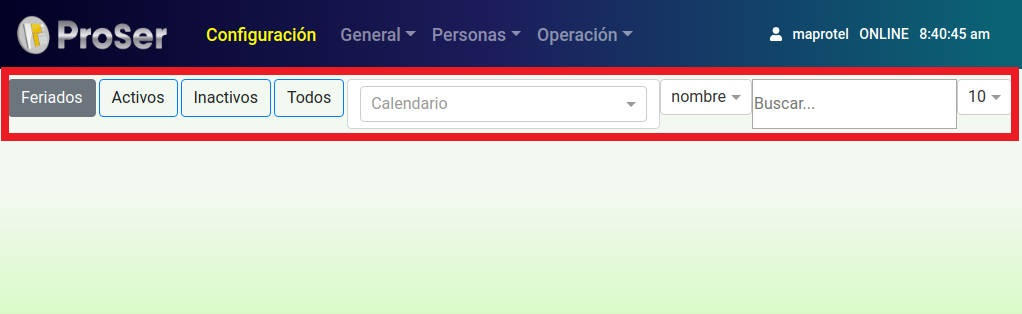 ProSer Configuración General Personas Operación maprotel ONLINE 8:40:45 am
Feriados Activos Inactivos Todos Calendario nombre Buscar... 10